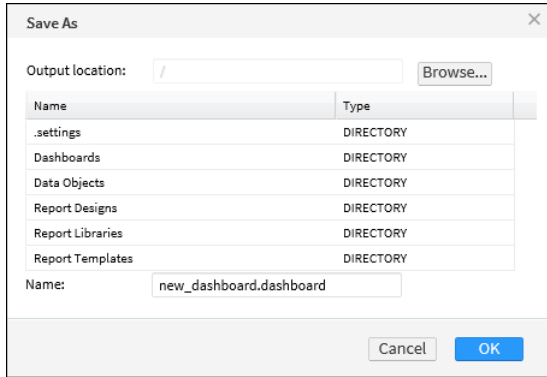 Save As
Output location: / Browse...
Name Type
.settings DIRECTORY
Dashboards DIRECTORY
Data Objects DIRECTORY
Report Designs DIRECTORY
Report Libraries DIRECTORY
Report Templates DIRECTORY
Name: new_dashboard.dashboard
Cancel OK